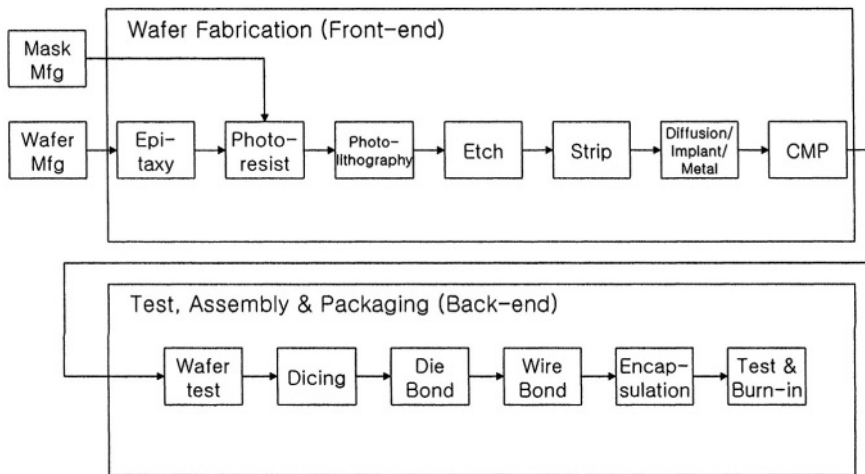 Wafer Fabrication (Front-end)
Mask
Mfg
Wafer
Mfg
Epi-
taxy
Photo-
resist
Photo-
lithography
Etch
Strip
Diffusion/
Implant/
Metal
CMP
Test, Assembly & Packaging (Back-end)
Wafer
test
Dicing
Die
Bond
Wire
Bond
Encap-
sulation
Test &
Burn-in